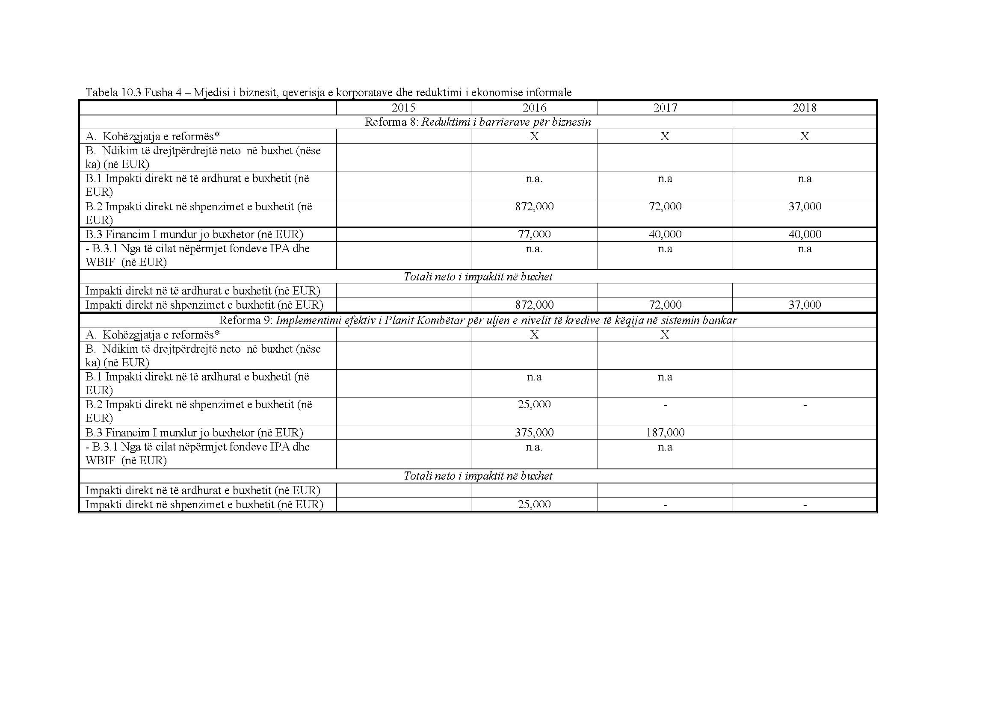 Tabela 10.3 Fusha 4 – Mjedisi i biznesit, qeverisja e korporatave dhe reduktimi i ekonomise informale
2015 2016 2017 2018
Reforma 8: Reduktimi i barrierave për biznesin
A. Kohëzgjatja e reformës* X X X
B. Ndikim të drejtpërdrejtë neto në buxhet (nëse
ka) (në EUR)
B.1 Impakti direkt në të ardhurat e buxhetit (në n.a. n.a n.a
EUR)
B.2 Impakti direkt në shpenzimet e buxhetit (në 872,000 72,000 37,000
EUR)
B.3 Financim I mundur jo buxhetor (në EUR) 77,000 40,000 40,000
- B.3.1 Nga të cilat nëpërmjet fondeve IPA dhe n.a. n.a n.a
WBIF (në EUR)
Totali neto i impaktit në buxhet
Impakti direkt në të ardhurat e buxhetit (në EUR)
Impakti direkt në shpenzimet e buxhetit (në EUR) 872,000 72,000 37,000
Reforma 9: Implementimi efektiv i Planit Kombëtar për uljen e nivelit të kredive të këqija në sistemin bankar
A. Kohëzgjatja e reformës* X X
B. Ndikim të drejtpërdrejtë neto në buxhet (nëse
ka) (në EUR)
B.1 Impakti direkt në të ardhurat e buxhetit (në n.a n.a
EUR)
B.2 Impakti direkt në shpenzimet e buxhetit (në 25,000 - -
EUR)
B.3 Financim I mundur jo buxhetor (në EUR) 375,000 187,000
- B.3.1 Nga të cilat nëpërmjet fondeve IPA dhe n.a. n.a
WBIF (në EUR)
Totali neto i impaktit në buxhet
Impakti direkt në të ardhurat e buxhetit (në EUR)
Impakti direkt në shpenzimet e buxhetit (në EUR) 25,000 - -